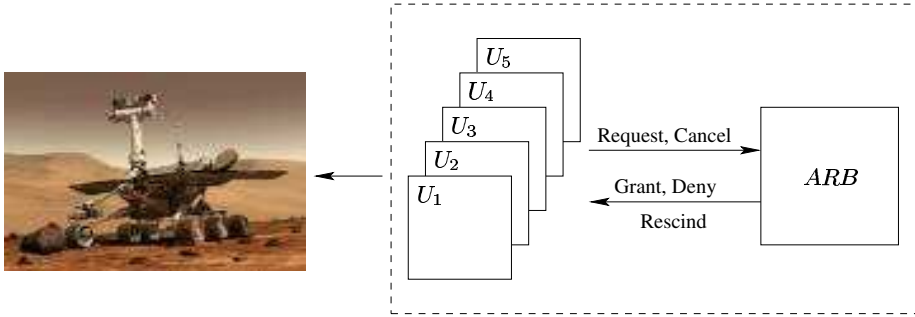 U5
U4
U3
U2
U1
Request, Cancel
Grant, Deny
Rescind
ARB